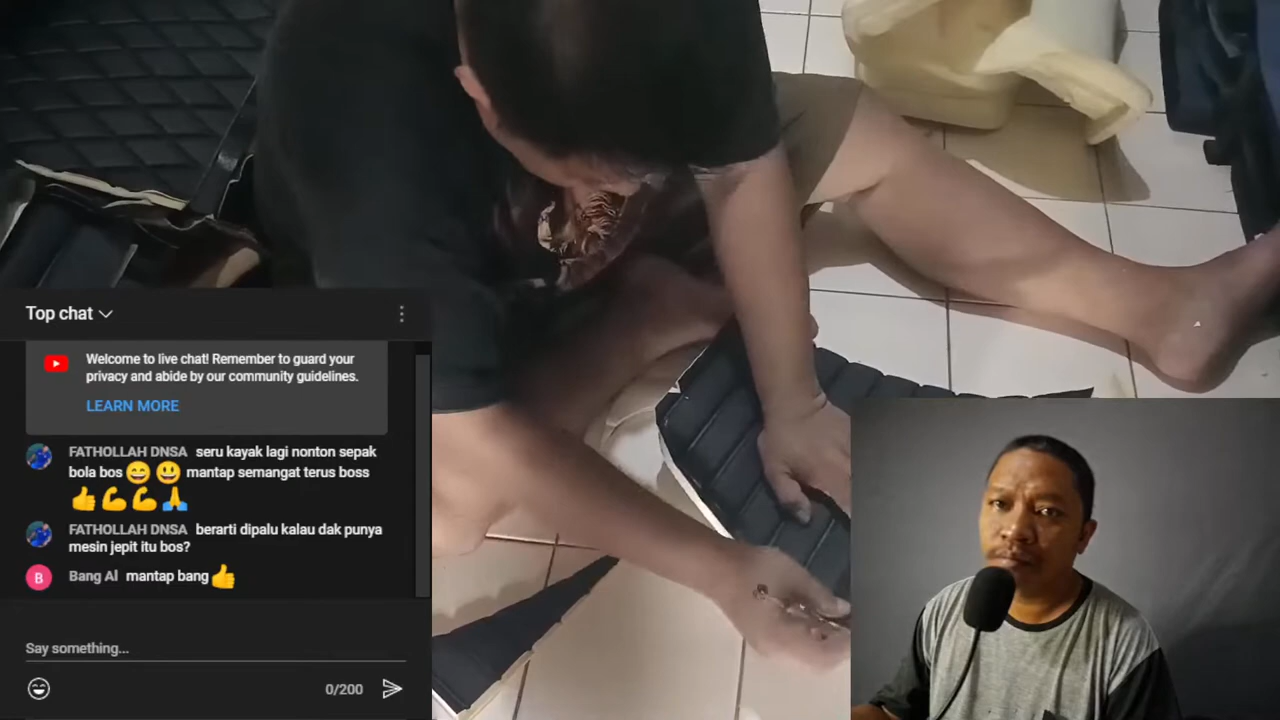 Top chat
Welcome to live chat! Remember to guard your
privacy and abide by our community guidelines.
LEARN MORE
FATHOLLAH DNSA seru kayak lagi nonton sepak
bola bos 😄 😃 mantap semangat terus boss
👍💪💪🙏
FATHOLLAH DNSA berarti dipalu kalau dak punya
mesin jepit itu bos?
B Bang Al mantap bang👍
Say something...
0/200